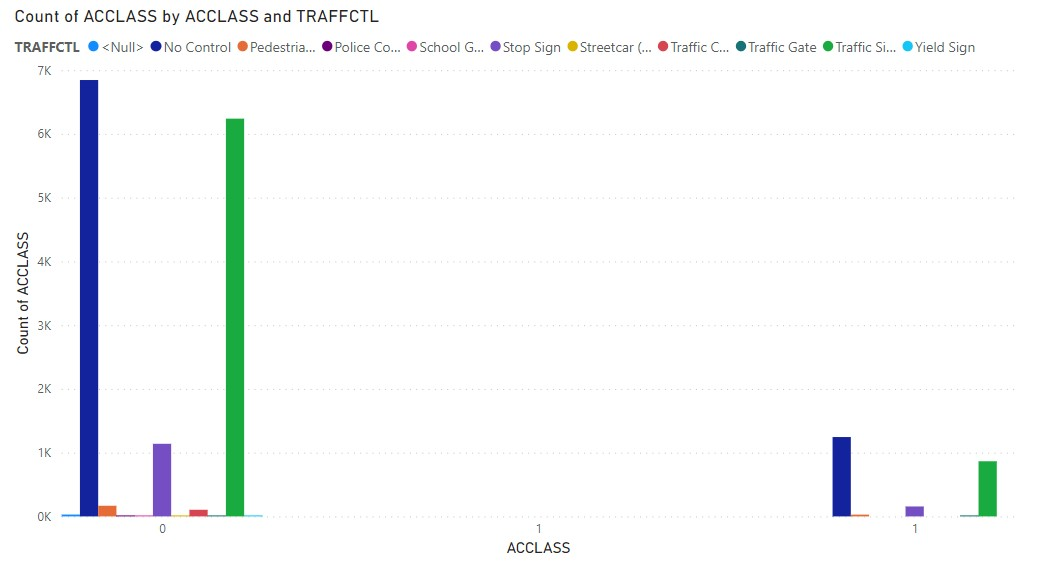 Count of ACCLASS by ACCLASS and TRAFFCTL
TRAFFCTL <Null> No Control Pedestria... Police Co... School G... Stop Sign Streetcar (... Traffic C... Traffic Gate Traffic Si... Yield Sign
7K
6K
5K
4K
3K
2K
1K
0K
Count of ACCLASS
0 1 1
ACCLASS